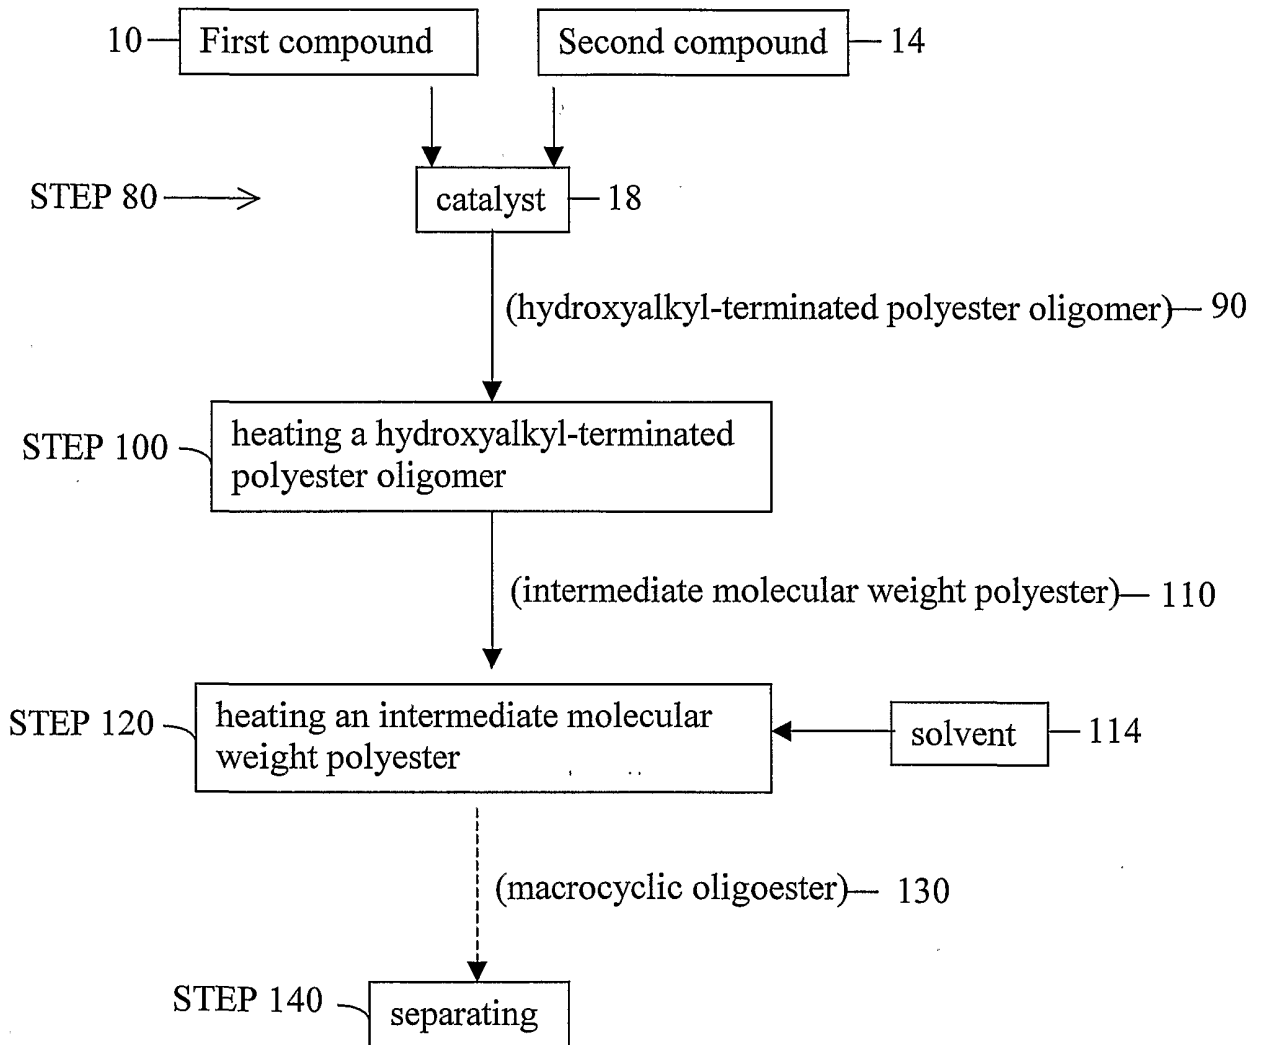 10 First compound Second compound 14
STEP 80 catalyst 18
(hydroxyalkyl-terminated polyester oligomer) 90
STEP 100 heating a hydroxyalkyl-terminated
polyester oligomer
(intermediate molecular weight polyester) 110
STEP 120 heating an intermediate molecular
weight polyester
solvent 114
(macrocyclic oligoester) 130
STEP 140 separating